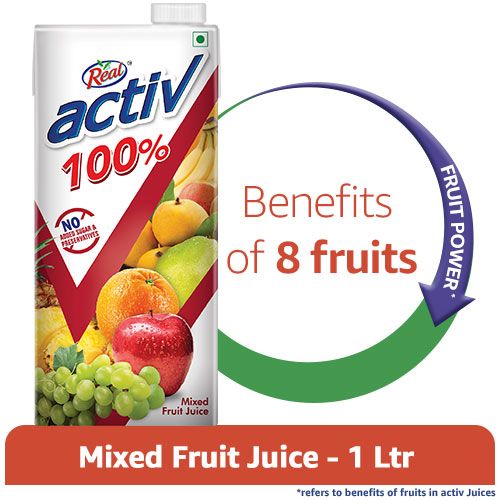 Real™
activ
100%
NO
ADDED SUGAR &
PRESERVATIVES
Mixed
Fruit Juice
Benefits
of 8 fruits
FRUIT POWER*
Mixed Fruit Juice - 1 Ltr
*refers to benefits of fruits in activ Juices